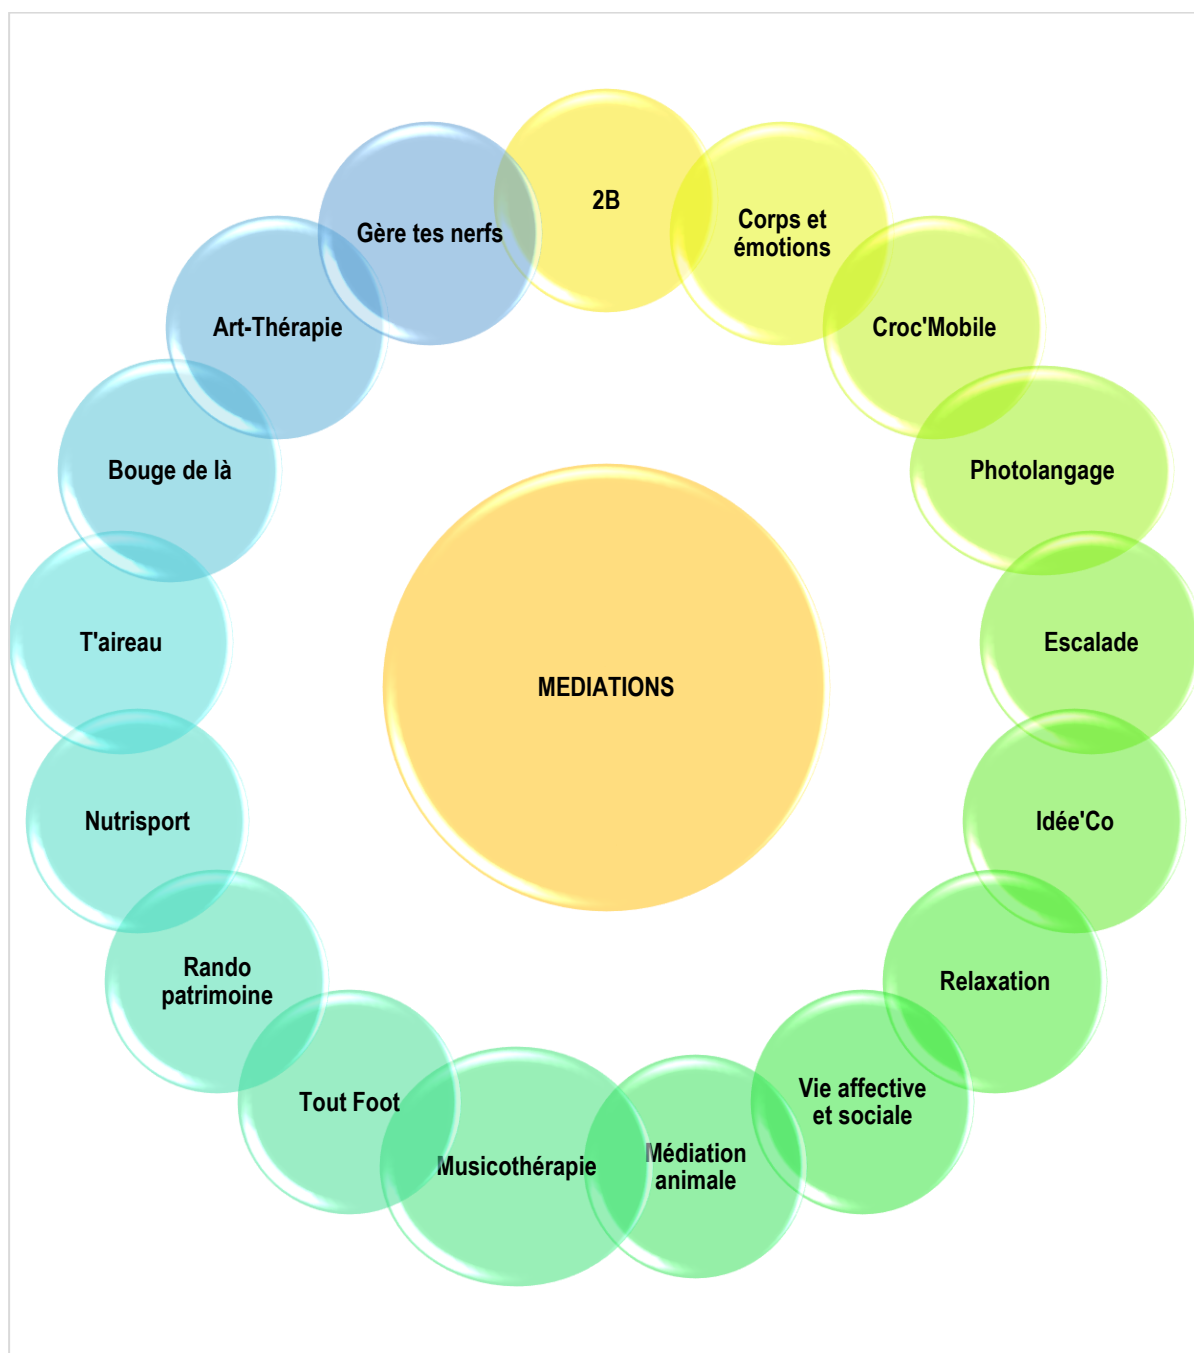 2B
Corps et
émotions
Croc'Mobile
Photolangage
Escalade
Idée'Co
Relaxation
Vie affective
et sociale
Médiation
animale
Musicothérapie
Tout Foot
Rando
patrimoine
Nutrisport
T'aireau
Bouge de là
Art-Thérapie
Gère tes nerfs
MEDIATIONS